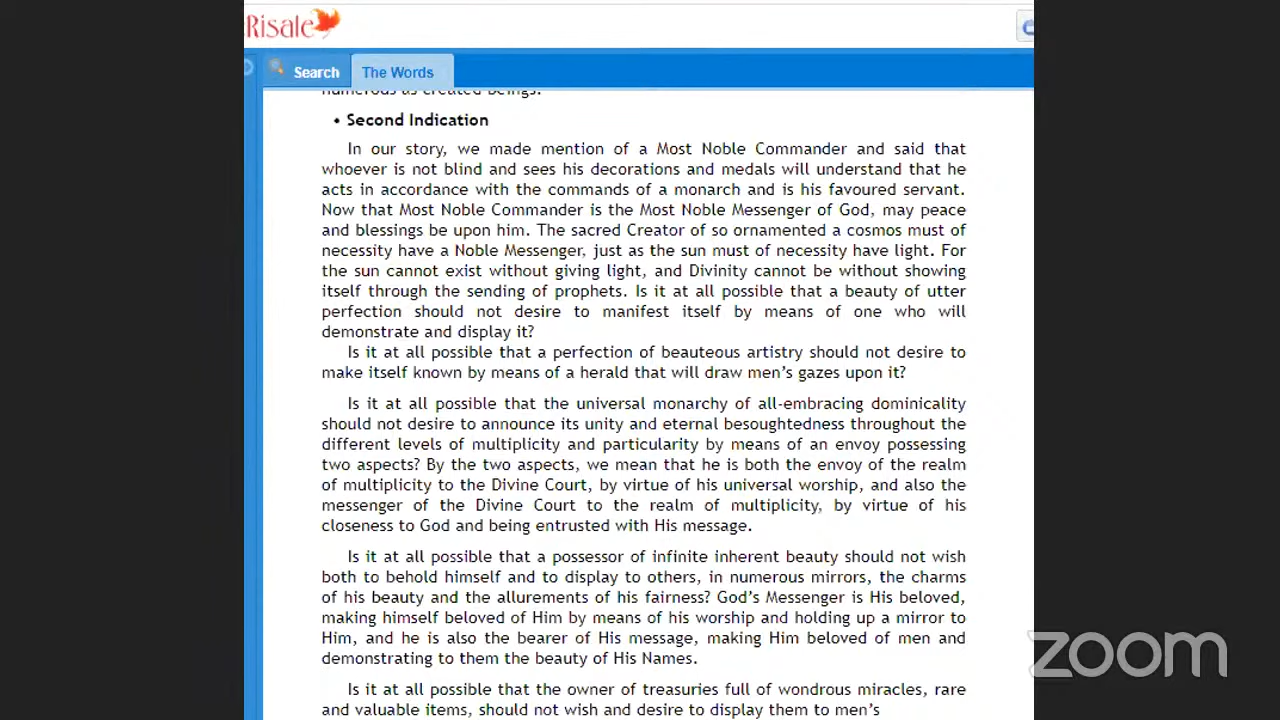 Risale
Search
The Words
numerous as created beings.
• Second Indication
In our story, we made mention of a Most Noble Commander and said that
whoever is not blind and sees his decorations and medals will understand that he
acts in accordance with the commands of a monarch and is his favoured servant.
Now that Most Noble Commander is the Most Noble Messenger of God, may peace
and blessings be upon him. The sacred Creator of so ornamented a cosmos must of
necessity have a Noble Messenger, just as the sun must of necessity have light. For
the sun cannot exist without giving light, and Divinity cannot be without showing
itself through the sending of prophets. Is it at all possible that a beauty of utter
perfection should not desire to manifest itself by means of one who will
demonstrate and display it?
Is it at all possible that a perfection of beauteous artistry should not desire to
make itself known by means of a herald that will draw men’s gazes upon it?
Is it at all possible that the universal monarchy of all-embracing dominicality
should not desire to announce its unity and eternal besoughtedness throughout the
different levels of multiplicity and particularity by means of an envoy possessing
two aspects? By the two aspects, we mean that he is both the envoy of the realm
of multiplicity to the Divine Court, by virtue of his universal worship, and also the
messenger of the Divine Court to the realm of multiplicity, by virtue of his
closeness to God and being entrusted with His message.
Is it at all possible that a possessor of infinite inherent beauty should not wish
both to behold himself and to display to others, in numerous mirrors, the charms
of his beauty and the allurements of his fairness? God’s Messenger is His beloved,
making himself beloved of Him by means of his worship and holding up a mirror to
Him, and he is also the bearer of His message, making Him beloved of men and
demonstrating to them the beauty of His Names.
Is it at all possible that the owner of treasuries full of wondrous miracles, rare
and valuable items, should not wish and desire to display them to men’s
zoom